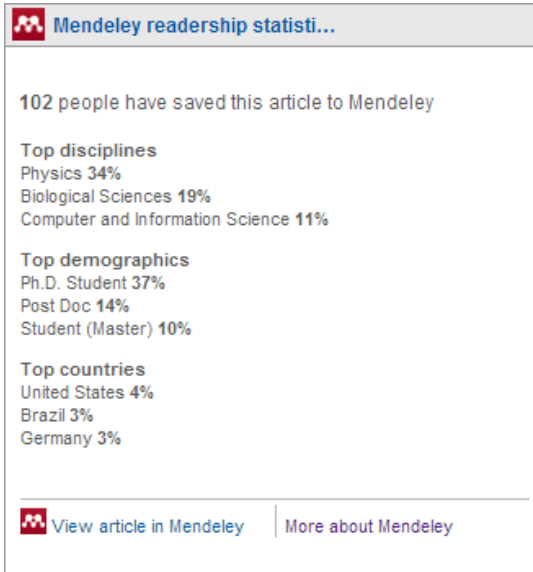 Mendeley readership statisti...
102 people have saved this article to Mendeley
Top disciplines
Physics 34%
Biological Sciences 19%
Computer and Information Science 11%
Top demographics
Ph.D. Student 37%
Post Doc 14%
Student (Master) 10%
Top countries
United States 4%
Brazil 3%
Germany 3%
View article in Mendeley More about Mendeley